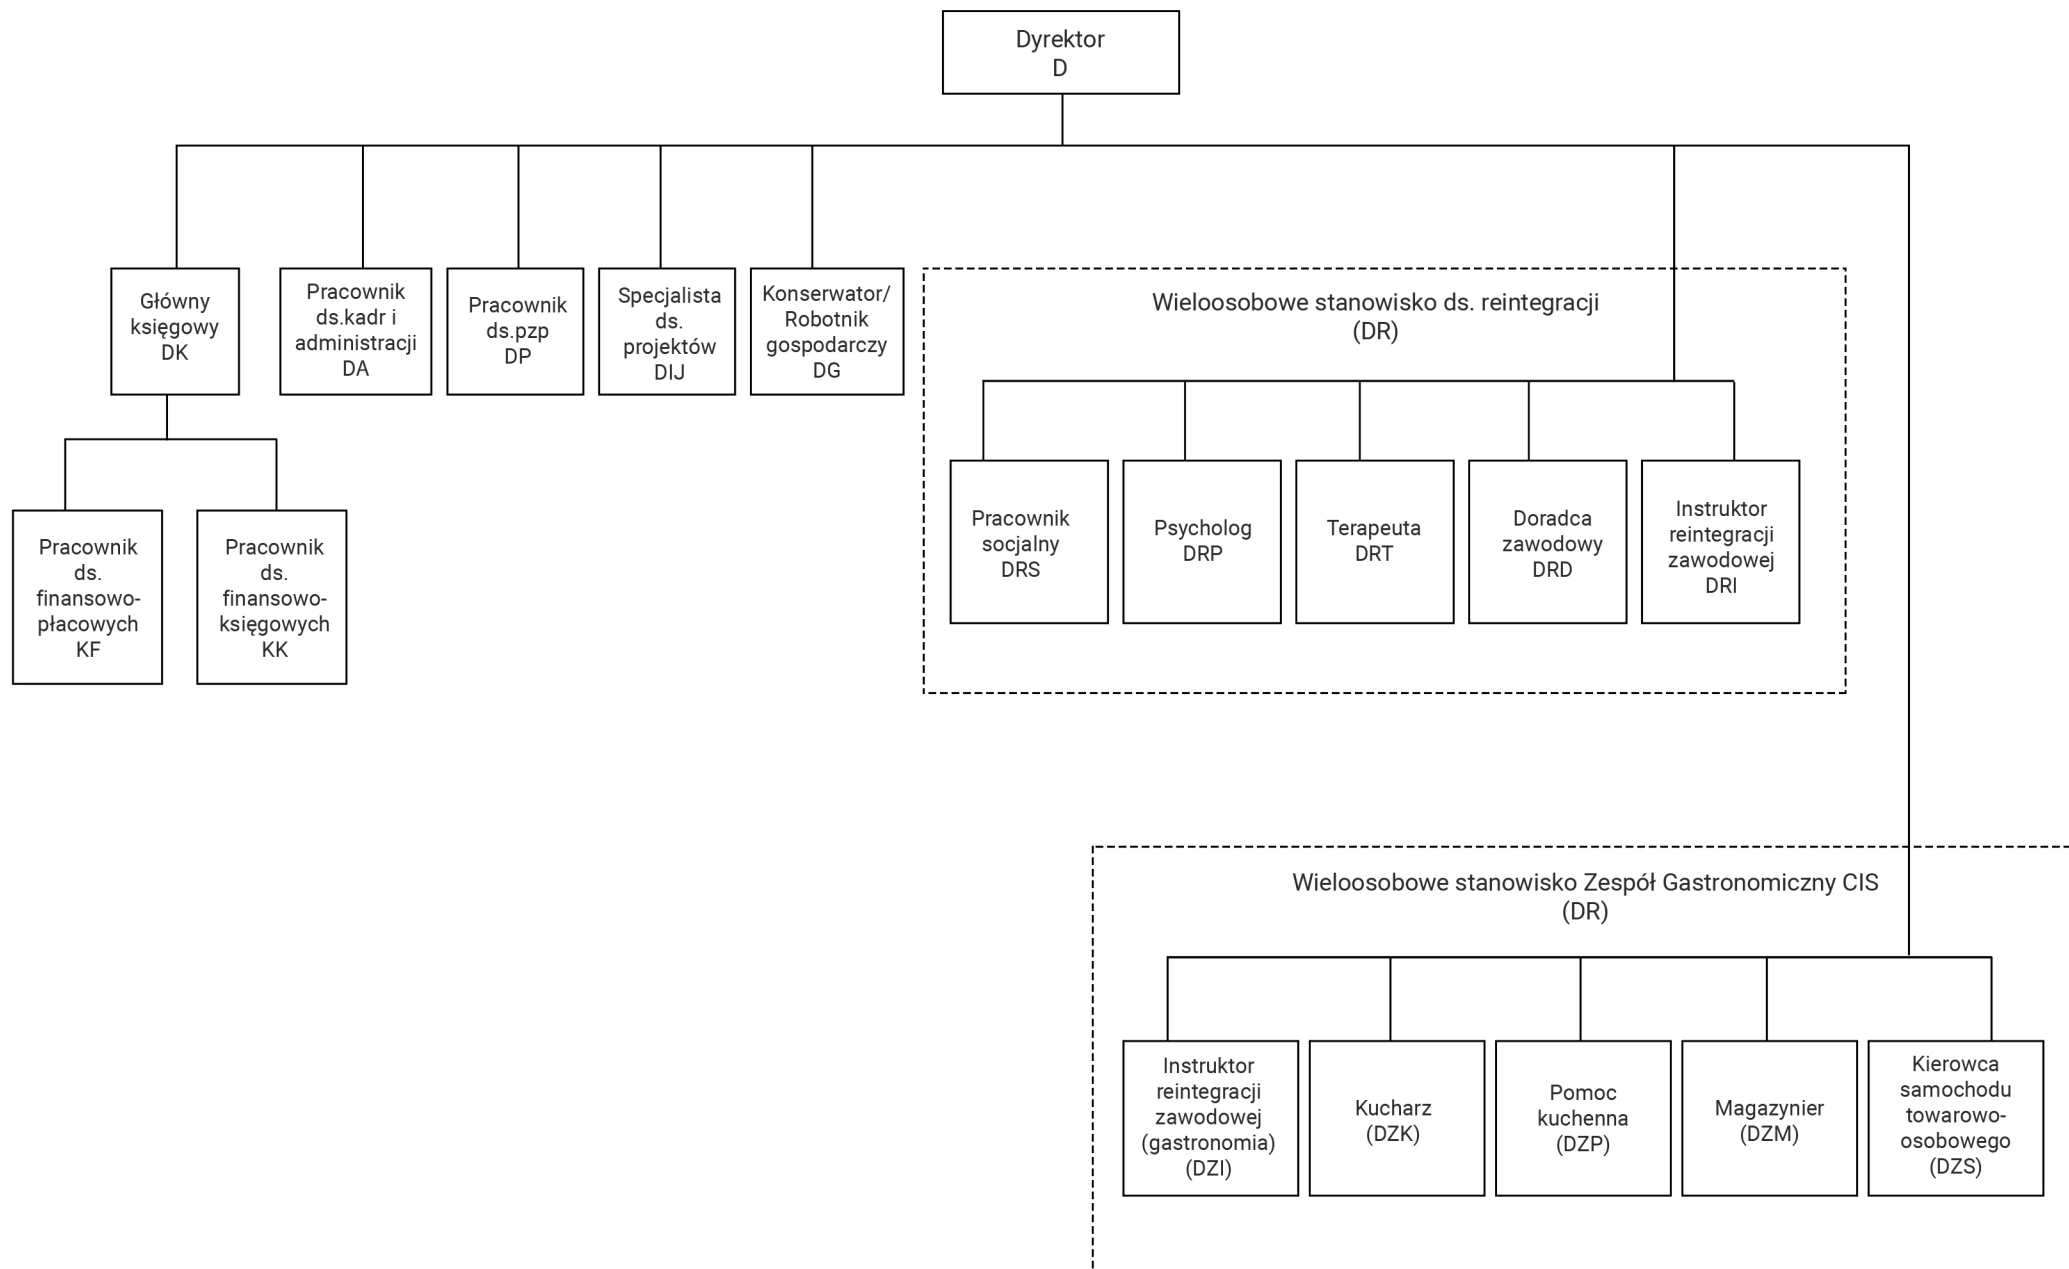 Dyrektor
D
Główny
księgowy
DK
Pracownik
ds.kadr i
administracji
DA
Pracownik
ds.pzp
DP
Specjalista
ds.
projektów
DIJ
Konserwator/
Robotnik
gospodarczy
DG
Wieloosobowe stanowisko ds. reintegracji
(DR)
Pracownik
socjalny
DRS
Psycholog
DRP
Terapeuta
DRT
Doradca
zawodowy
DRD
Instruktor
reintegracji
zawodowej
DRI
Pracownik
ds.
finansowo-
płacowych
KF
Pracownik
ds.
finansowo-
księgowych
KK
Wieloosobowe stanowisko Zespół Gastronomiczny CIS
(DR)
Instruktor
reintegracji
zawodowej
(gastronomia)
(DZI)
Kucharz
(DZK)
Pomoc
kuchenna
(DZP)
Magazynier
(DZM)
Kierowca
samochodu
towarowo-
osobowego
(DZS)